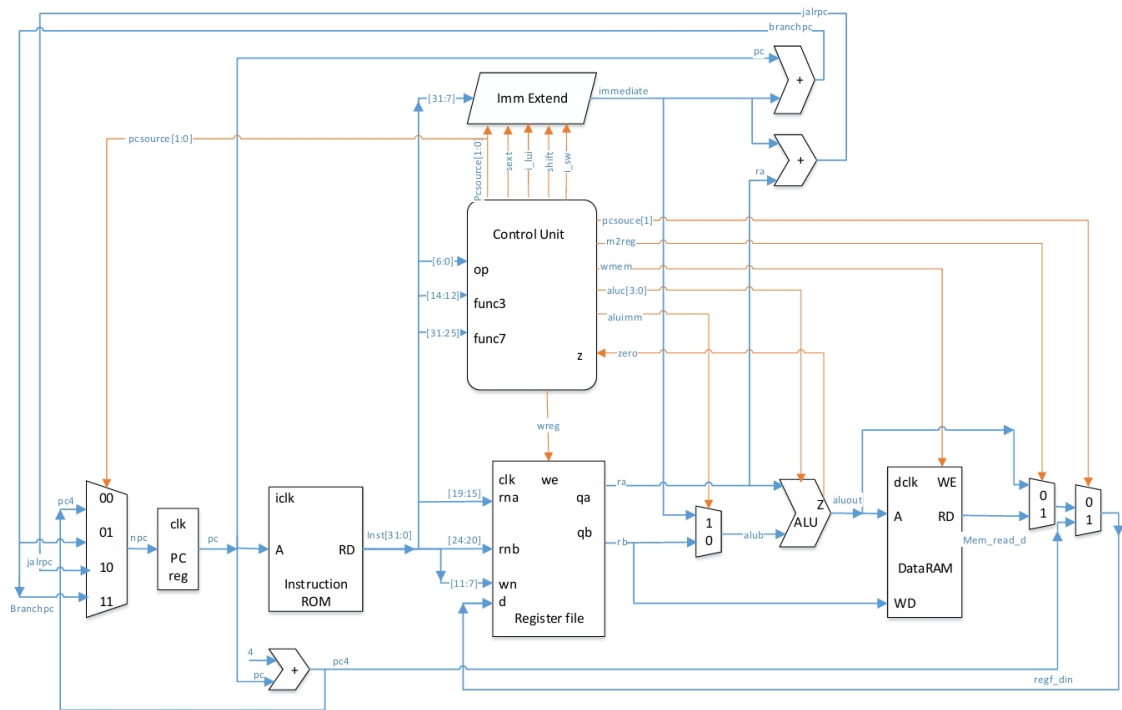 jalrpc
branchpc
pc
+
[31:7]
Imm Extend
immediate
pcsource[1:0]
Pcsource[1:0]
sext
i_lui
shift
i_sw
+
ra
Control Unit
pcsouce[1]
m2reg
[6:0]
op
wmem
[14:12]
func3
aluc[3:0]
aluimm
[31:25]
func7
z
zero
wreg
pc4
00
01
10
11
jalrpc
Branchpc
npc
clk
PC
reg
pc
iclk
A
RD
Instruction
ROM
Inst[31:0]
[19:15]
[24:20]
[11:7]
clk
we
rna
qa
rnb
qb
wn
d
Register file
ra
rb
1
0
alub
Z
ALU
aluout
dclk
WE
A
RD
DataRAM
WD
Mem_read_d
0
1
0
1
4
pc
+
pc4
regf_din